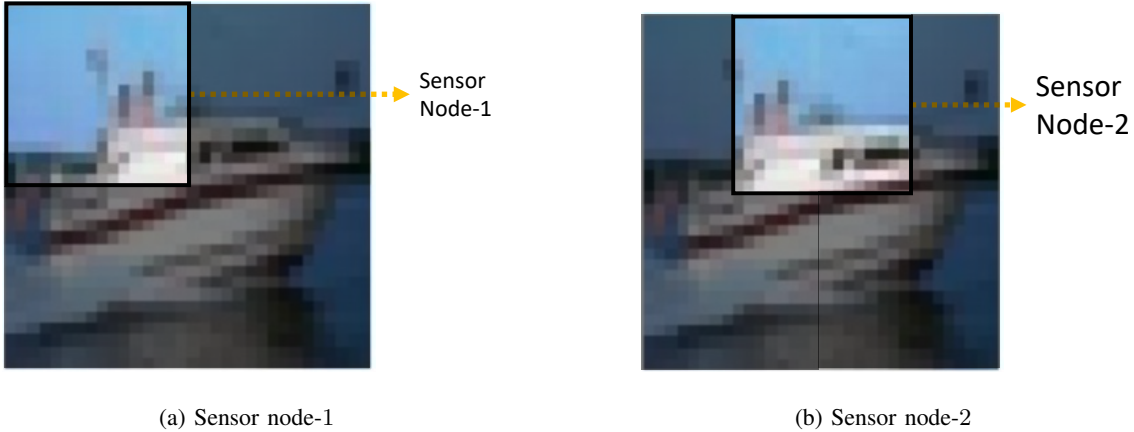 Sensor
Node-1
Sensor
Node-2
(a) Sensor node-1
(b) Sensor node-2